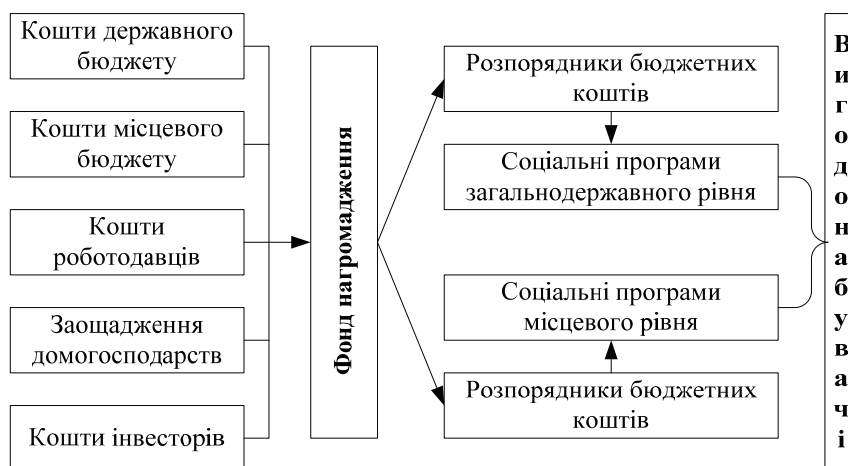 Кошти державного
бюджету
Кошти місцевого
бюджету
Кошти
роботодавців
Заощадження
домогосподарств
Кошти інвесторів
Фонд нагромадження
Розпорядники бюджетних
коштів
Соціальні програми
загальнодержавного рівня
Соціальні програми
місцевого рівня
Розпорядники бюджетних
коштів
Вигодонабувачі